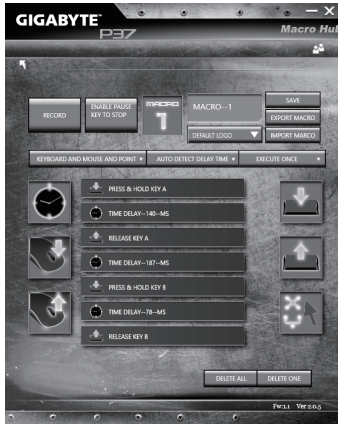 GIGABYTE™
P37
Macro Hub
RECORD
ENABLE PAUSE
KEY TO STOP
MACRO
1
MACRO--1
DEFAULT LOGO
SAVE
EXPORT MACRO
IMPORT MARCO
KEYBOARD AND MOUSE AND POINT
AUTO DETECT DELAY TIME
EXECUTE ONCE
PRESS & HOLD KEY A
TIME DELAY--140--MS
RELEASE KEY A
TIME DELAY--187--MS
PRESS & HOLD KEY B
TIME DELAY--78--MS
RELEASE KEY B
DELETE ALL
DELETE ONE
Fw:1.1 Ver 2.0.5